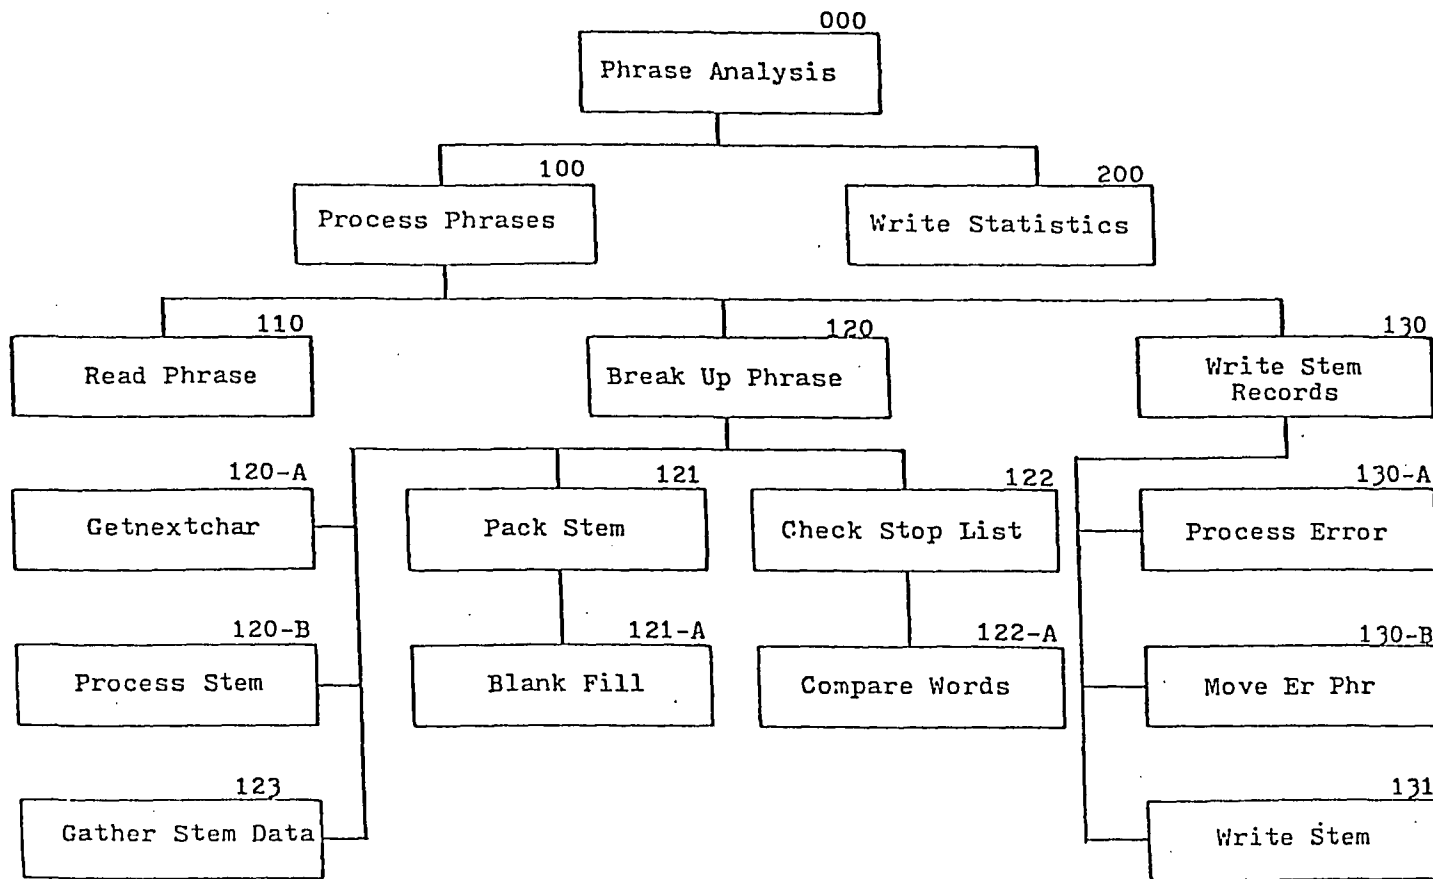 000
Phrase Analysis
100
Process Phrases
200
Write Statistics
110
Read Phrase
120
Break Up Phrase
130
Write Stem
Records
120-A
Getnextchar
121
Pack Stem
122
Check Stop List
130-A
Process Error
120-B
Process Stem
121-A
Blank Fill
122-A
Compare Words
130-B
Move Er Phr
123
Gather Stem Data
131
Write Stem